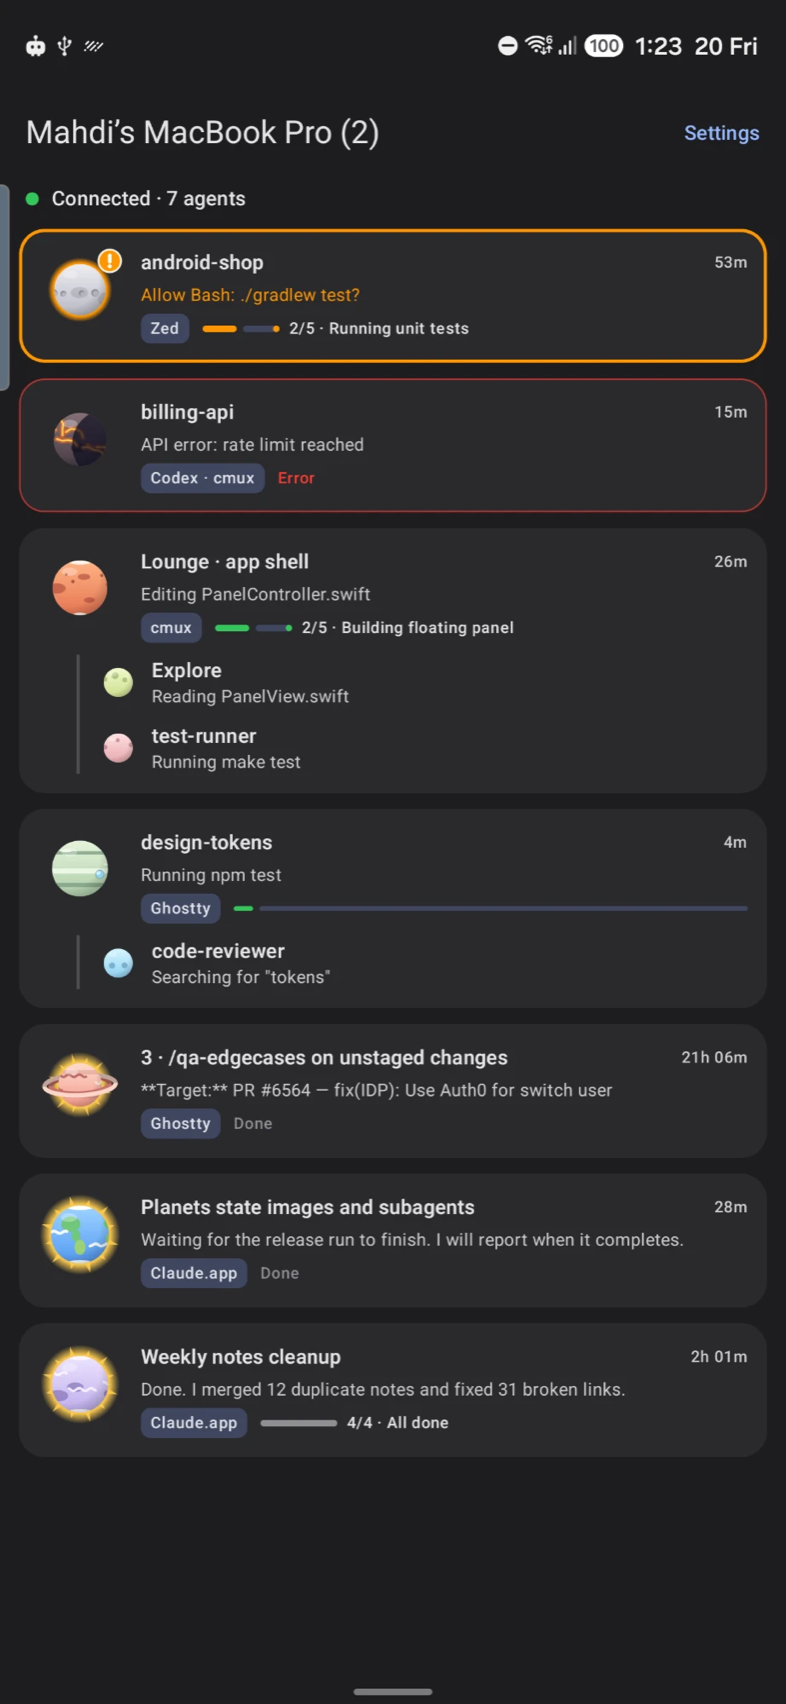 100 1:23 20 Fri
Mahdi’s MacBook Pro (2) Settings
Connected · 7 agents
android-shop 53m
Allow Bash: ./gradlew test?
Zed 2/5 · Running unit tests
billing-api 15m
API error: rate limit reached
Codex · cmux Error
Lounge · app shell 26m
Editing PanelController.swift
cmux 2/5 · Building floating panel
Explore
Reading PanelView.swift
test-runner
Running make test
design-tokens 4m
Running npm test
Ghostty
code-reviewer
Searching for "tokens"
3 · /qa-edgecases on unstaged changes 21h 06m
**Target:** PR #6564 — fix(IDP): Use Auth0 for switch user
Ghostty Done
Planets state images and subagents 28m
Waiting for the release run to finish. I will report when it completes.
Claude.app Done
Weekly notes cleanup 2h 01m
Done. I merged 12 duplicate notes and fixed 31 broken links.
Claude.app 4/4 · All done